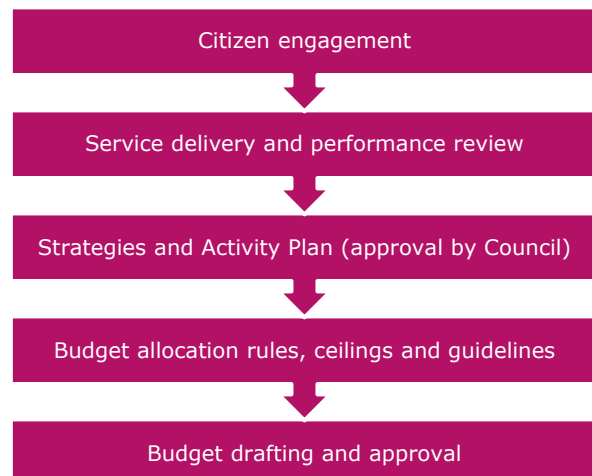 Citizen engagement
Service delivery and performance review
Strategies and Activity Plan (approval by Council)
Budget allocation rules, ceilings and guidelines
Budget drafting and approval